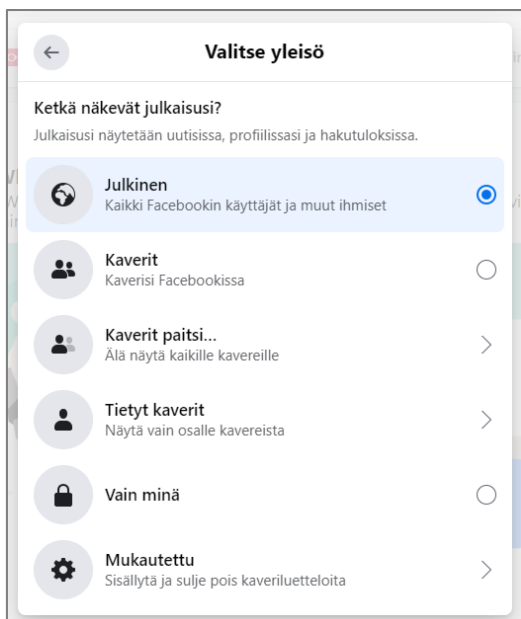 Valitse yleisö
Ketkä näkevät julkaisusi?
Julkaisusi näytetään uutisissa, profiilissasi ja hakutuloksissa.
Julkinen
Kaikki Facebookin käyttäjät ja muut ihmiset
Kaverit
Kaverisi Facebookissa
Kaverit paitsi...
Älä näytä kaikille kavereille
Tietyt kaverit
Näytä vain osalle kavereista
Vain minä
Mukautettu
Sisällytä ja sulje pois kaveriluetteloita